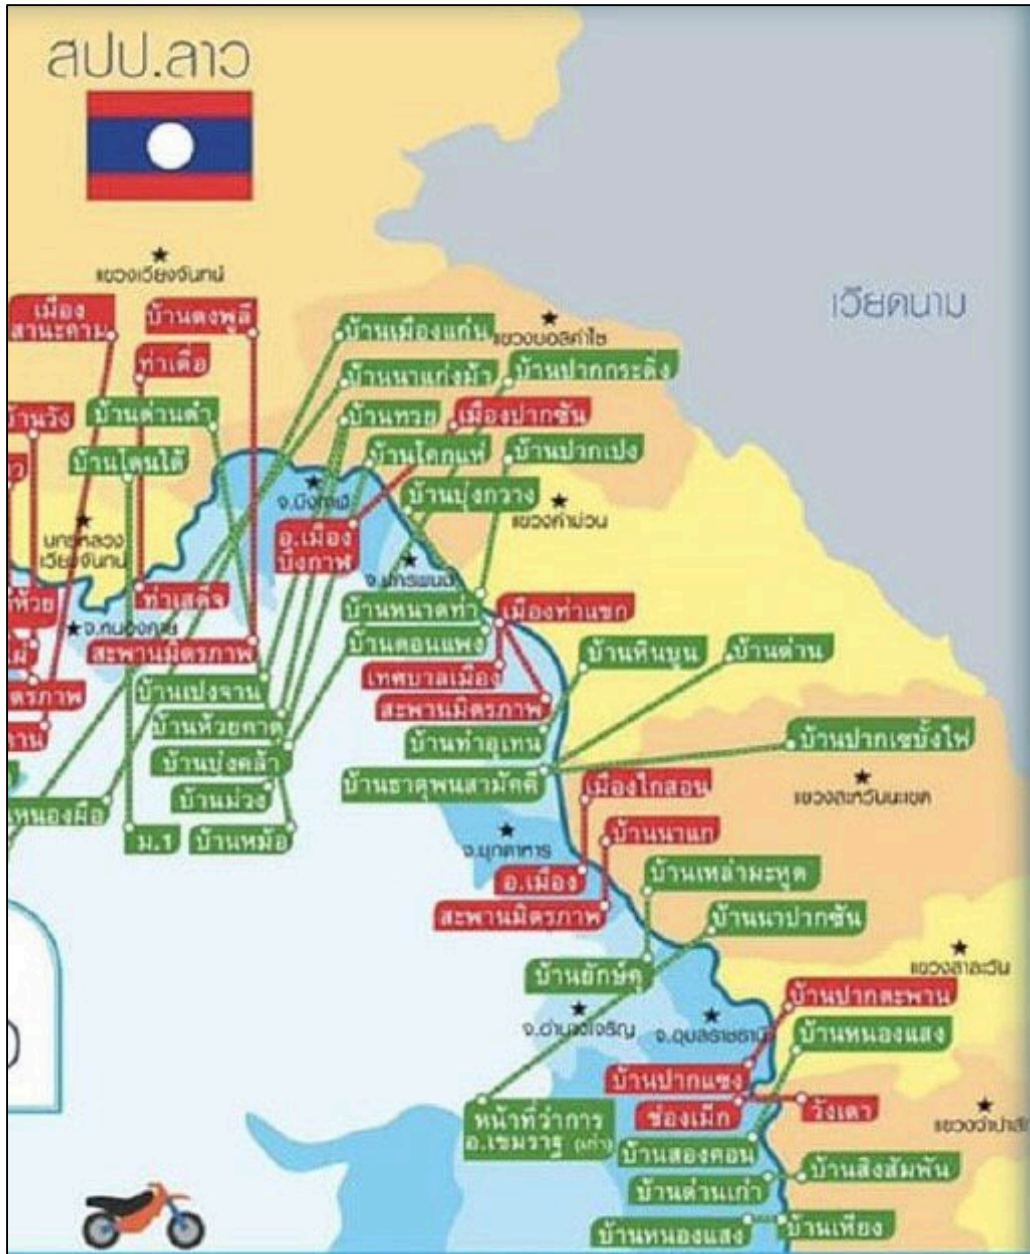 สปป.ลาว
แขวงเวียงจันทน์
เวียดนาม
เมือง
สานะคาม
บ้านดงพูลี
ท่าเดื่อ
บ้านวัง
บ้านด่านคำ
บ้านโดนใต้
นครหลวง
เวียงจันทน์
บ้านเมืองแก่น
แขวงบอลิคำไซ
บ้านนาแก่งม้า
บ้านปากกระดิ่ง
บ้านทวย
เมืองปากซัน
บ้านโคกแห่
บ้านปากเปง
จ.บึงกาฬ
บ้านบุ่งกวาง
แขวงคำม่วน
อ.เมือง
บึงกาฬ
จ.นครพนม
ท่าเสด็จ
จ.หนองคาย
สะพานมิตรภาพ
บ้านหนาดท่า
เมืองท่าแขก
บ้านดอนแพง
บ้านหินบูน
บ้านด่าน
เทศบาลเมือง
บ้านเปงจาน
สะพานมิตรภาพ
บ้านห้วยคาด
บ้านท่าอุเทน
บ้านปากเซบั้งไฟ
บ้านบุ่งคล้า
บ้านธาตุพนสามัคคี
เมืองไกสอน
แขวงสะหวันนะเขต
บ้านม่วง
หนองผือ
ม.1
บ้านหม้อ
จ.มุกดาหาร
บ้านนาแก
อ.เมือง
บ้านเหล่ามะหูด
สะพานมิตรภาพ
บ้านนาปากซัน
แขวงสาละวัน
บ้านยักษ์คุ
บ้านปากตะพาน
จ.อำนาจเจริญ
จ.อุบลราชธานี
บ้านหนองแสง
บ้านปากแซง
ช่องเม็ก
วังเตา
หน้าที่ว่าการ
อ.เขมราฐ (เก่า)
บ้านสองคอน
บ้านด่านเก่า
บ้านสิงสัมพัน
บ้านหนองแสง
บ้านเทียง